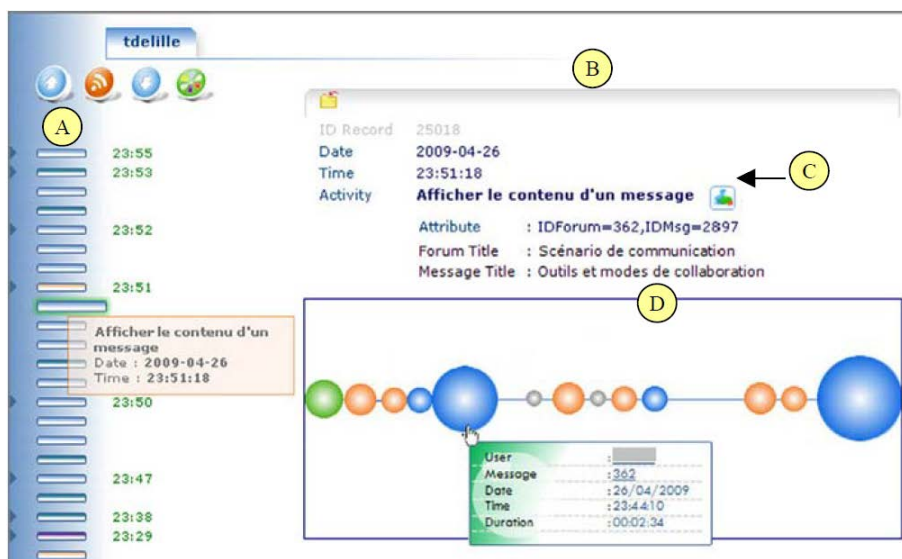 tdelille
B
A
ID Record 25018
Date 2009-04-26
Time 23:51:18
Activity Afficher le contenu d'un message
C
Attribute : IDForum=362,IDMsg=2897
Forum Title : Scénario de communication
Message Title : Outils et modes de collaboration
23:55
23:53
23:52
23:51
Afficher le contenu d'un
message
Date : 2009-04-26
Time : 23:51:18
23:50
23:47
23:38
23:29
D
User :
Message :362
Date :26/04/2009
Time :23:44:10
Duration :00:02:34